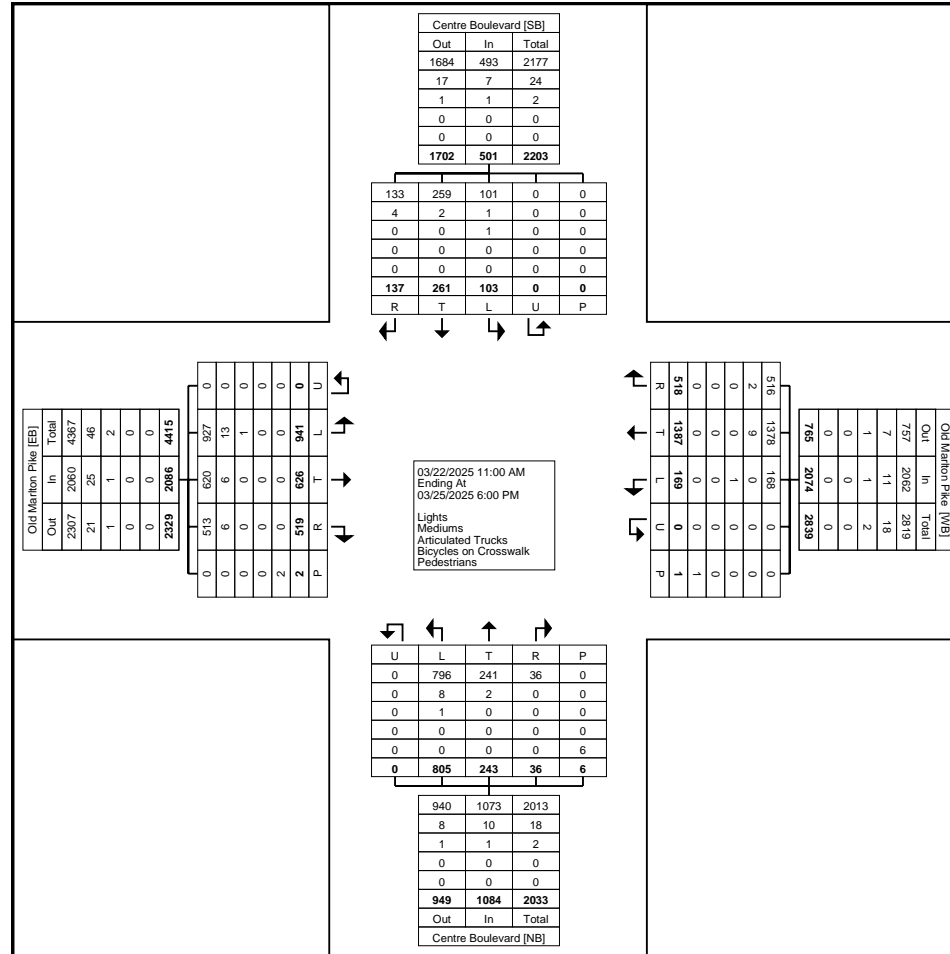 Centre Boulevard [SB]
Out In Total
1684 493 2177
17 7 24
1 1 2
0 0 0
0 0 0
1702 501 2203
133 259 101 0 0
4 2 1 0 0
0 0 1 0 0
0 0 0 0 0
0 0 0 0 0
137 261 103 0 0
R T L U P
Old Marlton Pike [EB]
Total In Out
4367 2060 2307
46 25 21
2 1 1
0 0 0
0 0 0
4415 2086 2329
0 927 620 513 0
0 13 6 6 0
0 1 0 0 0
0 0 0 0 0
0 0 0 0 2
0 941 626 519 2
U L T R P
03/22/2025 11:00 AM
Ending At
03/25/2025 6:00 PM
Lights
Mediums
Articulated Trucks
Bicycles on Crosswalk
Pedestrians
Old Marlton Pike [WB]
Out In Total
757 2062 2819
7 11 18
1 1 2
0 0 0
0 0 0
765 2074 2839
516 1378 168 0 0
2 9 0 0 0
0 0 1 0 0
0 0 0 0 0
0 0 0 0 1
518 1387 169 0 1
R T L U P
U L T R P
0 796 241 36 0
0 8 2 0 0
0 1 0 0 0
0 0 0 0 0
0 0 0 0 6
0 805 243 36 6
940 1073 2013
8 10 18
1 1 2
0 0 0
0 0 0
949 1084 2033
Out In Total
Centre Boulevard [NB]